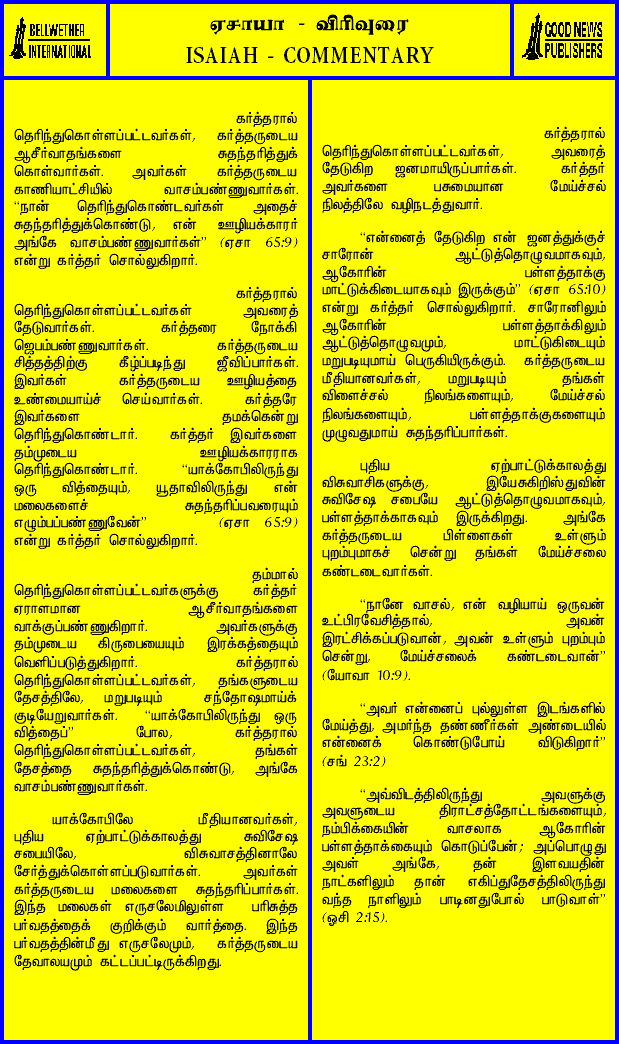 BELLWETHER
INTERNATIONAL
ஏசாயா - விரிவுரை
ISAIAH - COMMENTARY
GOOD NEWS
PUBLISHERS
கர்த்தரால்
தெரிந்துகொள்ளப்பட்டவர்கள், கர்த்தருடைய
ஆசீர்வாதங்களை சுதந்தரித்துக்
கொள்வார்கள். அவர்கள் கர்த்தருடைய
காணியாட்சியில் வாசம்பண்ணுவார்கள்.
“நான் தெரிந்துகொண்டவர்கள் அதைச்
சுதந்தரித்துக்கொண்டு, என் ஊழியக்காரர்
அங்கே வாசம்பண்ணுவார்கள்” (ஏசா 65:9)
என்று கர்த்தர் சொல்லுகிறார்.
கர்த்தரால்
தெரிந்துகொள்ளப்பட்டவர்கள் அவரைத்
தேடுவார்கள். கர்த்தரை நோக்கி
ஜெபம்பண்ணுவார்கள். கர்த்தருடைய
சித்தத்திற்கு கீழ்ப்படிந்து ஜீவிப்பார்கள்.
இவர்கள் கர்த்தருடைய ஊழியத்தை
உண்மையாய்ச் செய்வார்கள். கர்த்தரே
இவர்களை தமக்கென்று
தெரிந்துகொண்டார். கர்த்தர் இவர்களை
தம்முடைய ஊழியக்காரராக
தெரிந்துகொண்டார். “யாக்கோபிலிருந்து
ஒரு வித்தையும், யூதாவிலிருந்து என்
மலைகளைச் சுதந்தரிப்பவரையும்
எழும்பப்பண்ணுவேன்” (ஏசா 65:9)
என்று கர்த்தர் சொல்லுகிறார்.
தம்மால்
தெரிந்துகொள்ளப்பட்டவர்களுக்கு கர்த்தர்
ஏராளமான ஆசீர்வாதங்களை
வாக்குப்பண்ணுகிறார். அவர்களுக்கு
தம்முடைய கிருபையையும் இரக்கத்தையும்
வெளிப்படுத்துகிறார். கர்த்தரால்
தெரிந்துகொள்ளப்பட்டவர்கள், தங்களுடைய
தேசத்திலே, மறுபடியும் சந்தோஷமாய்க்
குடியேறுவார்கள். “யாக்கோபிலிருந்து ஒரு
வித்தைப்” போல, கர்த்தரால்
தெரிந்துகொள்ளப்பட்டவர்கள், தங்கள்
தேசத்தை சுதந்தரித்துக்கொண்டு, அங்கே
வாசம்பண்ணுவார்கள்.
யாக்கோபிலே மீதியானவர்கள்,
புதிய ஏற்பாட்டுக்காலத்து சுவிசேஷ
சபையிலே, விசுவாசத்தினாலே
சேர்த்துக்கொள்ளப்படுவார்கள். அவர்கள்
கர்த்தருடைய மலைகளை சுதந்தரிப்பார்கள்.
இந்த மலைகள் எருசலேமிலுள்ள பரிசுத்த
பர்வதத்தைக் குறிக்கும் வார்த்தை. இந்த
பர்வதத்தின்மீது எருசலேமும், கர்த்தருடைய
தேவாலயமும் கட்டப்பட்டிருக்கிறது.
கர்த்தரால்
தெரிந்துகொள்ளப்பட்டவர்கள், அவரைத்
தேடுகிற ஜனமாயிருப்பார்கள். கர்த்தர்
அவர்களை பசுமையான மேய்ச்சல்
நிலத்திலே வழிநடத்துவார்.
“என்னைத் தேடுகிற என் ஜனத்துக்குச்
சாரோன் ஆட்டுத்தொழுவமாகவும்,
ஆகோரின் பள்ளத்தாக்கு
மாட்டுக்கிடையாகவும் இருக்கும்” (ஏசா 65:10)
என்று கர்த்தர் சொல்லுகிறார். சாரோனிலும்
ஆகோரின் பள்ளத்தாக்கிலும்
ஆட்டுத்தொழுவமும், மாட்டுகிடையும்
மறுபடியுமாய் பெருகியிருக்கும். கர்த்தருடைய
மீதியானவர்கள், மறுபடியும் தங்கள்
விளைச்சல் நிலங்களையும், மேய்ச்சல்
நிலங்களையும், பள்ளத்தாக்குகளையும்
முழுவதுமாய் சுதந்தரிப்பார்கள்.
புதிய ஏற்பாட்டுக்காலத்து
விசுவாசிகளுக்கு, இயேசுகிறிஸ்துவின்
சுவிசேஷ சபையே ஆட்டுத்தொழுவமாகவும்,
பள்ளத்தாக்காகவும் இருக்கிறது. அங்கே
கர்த்தருடைய பிள்ளைகள் உள்ளும்
புறம்புமாகச் சென்று தங்கள் மேய்ச்சலை
கண்டடைவார்கள்.
“நானே வாசல், என் வழியாய் ஒருவன்
உட்பிரவேசித்தால், அவன்
இரட்சிக்கப்படுவான், அவன் உள்ளும் புறம்பும்
சென்று, மேய்ச்சலைக் கண்டடைவான்”
(யோவா 10:9).
“அவர் என்னைப் புல்லுள்ள இடங்களில்
மேய்த்து, அமர்ந்த தண்ணீர்கள் அண்டையில்
என்னைக் கொண்டுபோய் விடுகிறார்”
(சங் 23:2)
“அவ்விடத்திலிருந்து அவளுக்கு
அவளுடைய திராட்சத்தோட்டங்களையும்,
நம்பிக்கையின் வாசலாக ஆகோரின்
பள்ளத்தாக்கையும் கொடுப்பேன்; அப்பொழுது
அவள் அங்கே, தன் இளவயதின்
நாட்களிலும் தான் எகிப்துதேசத்திலிருந்து
வந்த நாளிலும் பாடினதுபோல் பாடுவாள்”
(ஓசி 2:15).